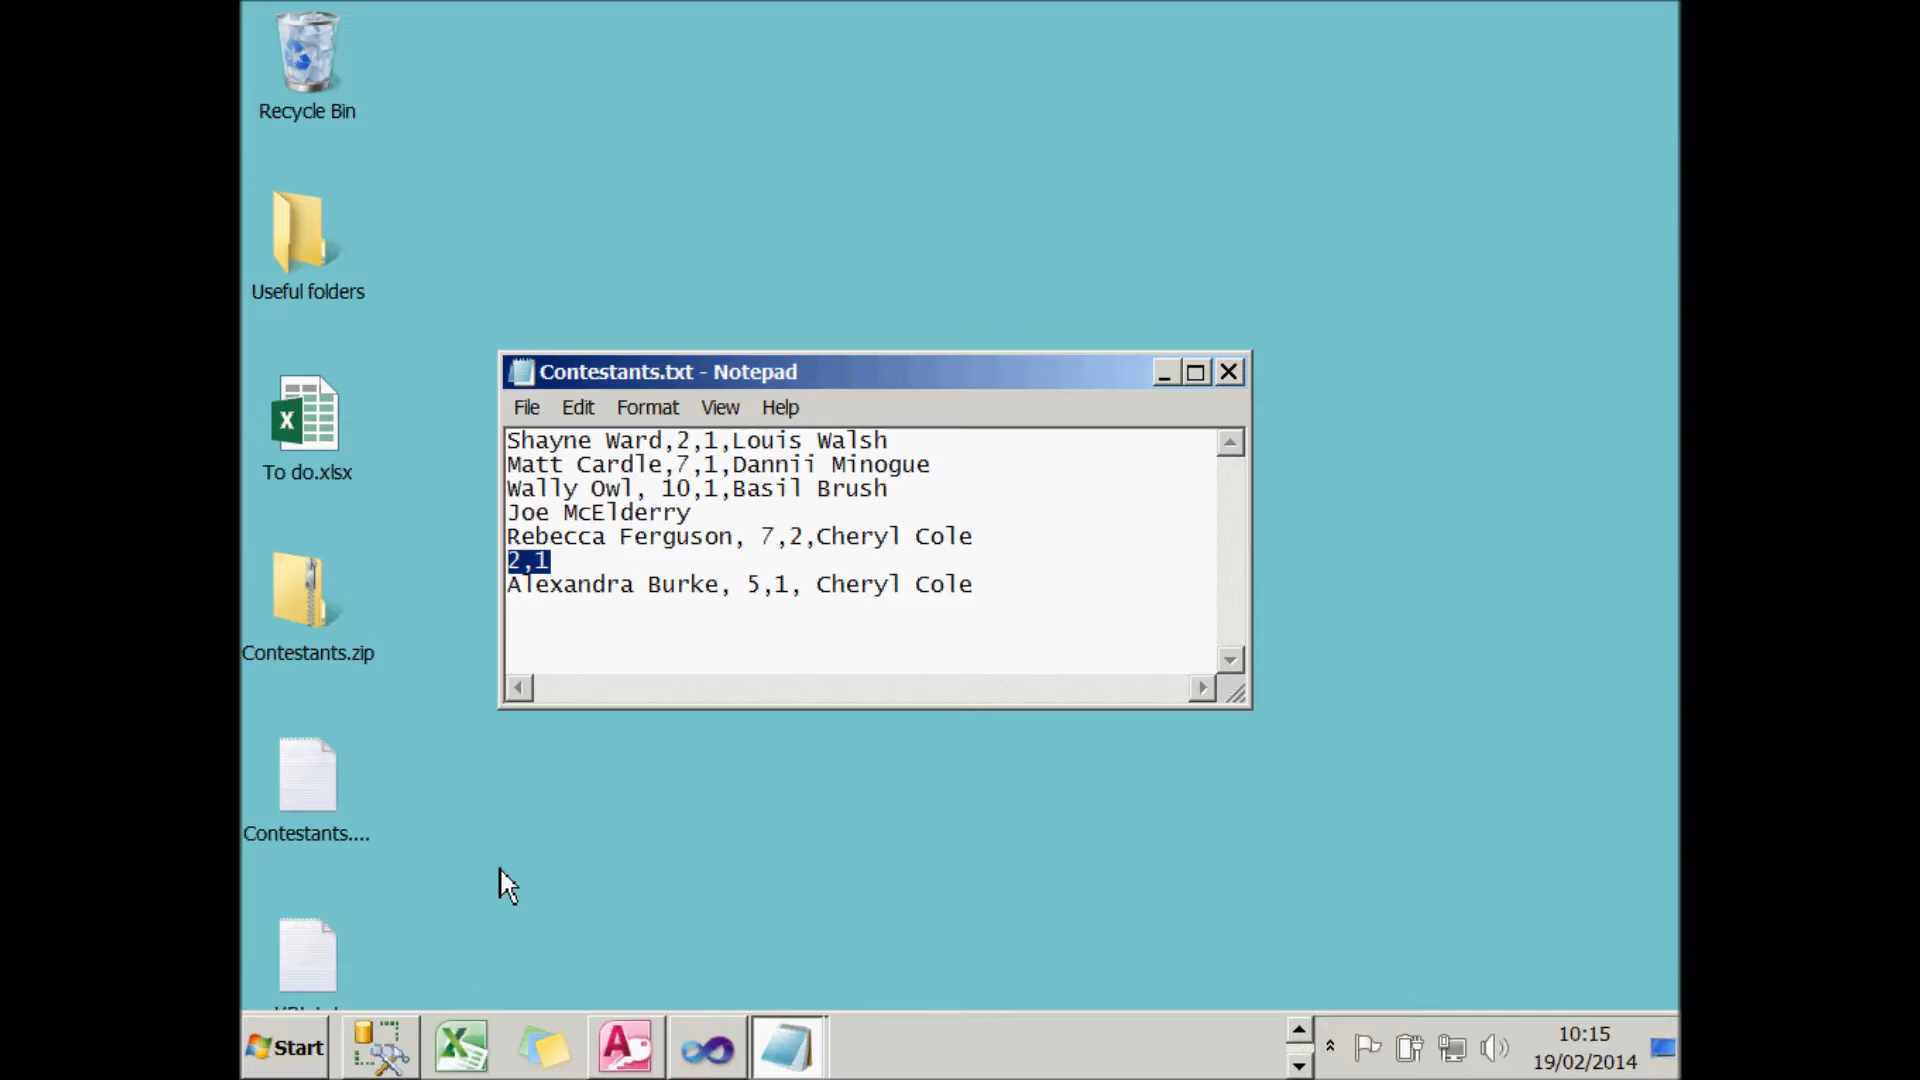 Recycle Bin
Useful folders
To do.xlsx
Contestants.zip
Contestants....
Contestants.txt - Notepad
File Edit Format View Help
Shayne Ward,2,1,Louis Walsh
Matt Cardle,7,1,Dannii Minogue
Wally Owl, 10,1,Basil Brush
Joe McElderry
Rebecca Ferguson, 7,2,Cheryl Cole
2,1
Alexandra Burke, 5,1, Cheryl Cole
Start
10:15
19/02/2014